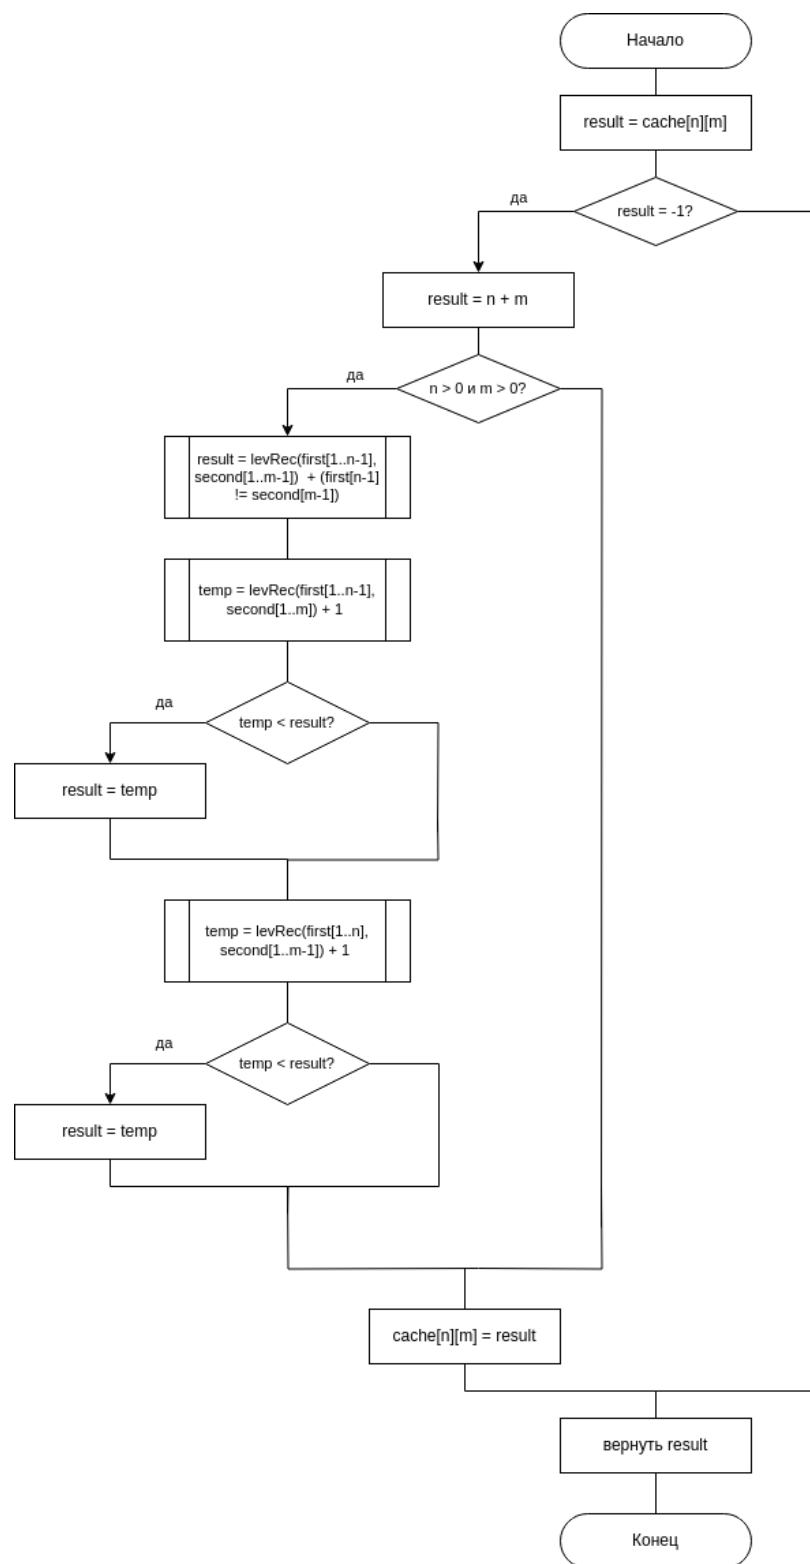 Начало
result = cache[n][m]
result = -1?
да
result = n + m
n > 0 и m > 0?
да
result = levRec(first[1..n-1],
second[1..m-1]) + (first[n-1]
!= second[m-1])
temp = levRec(first[1..n-1],
second[1..m]) + 1
temp < result?
да
result = temp
temp = levRec(first[1..n],
second[1..m-1]) + 1
temp < result?
да
result = temp
cache[n][m] = result
вернуть result
Конец